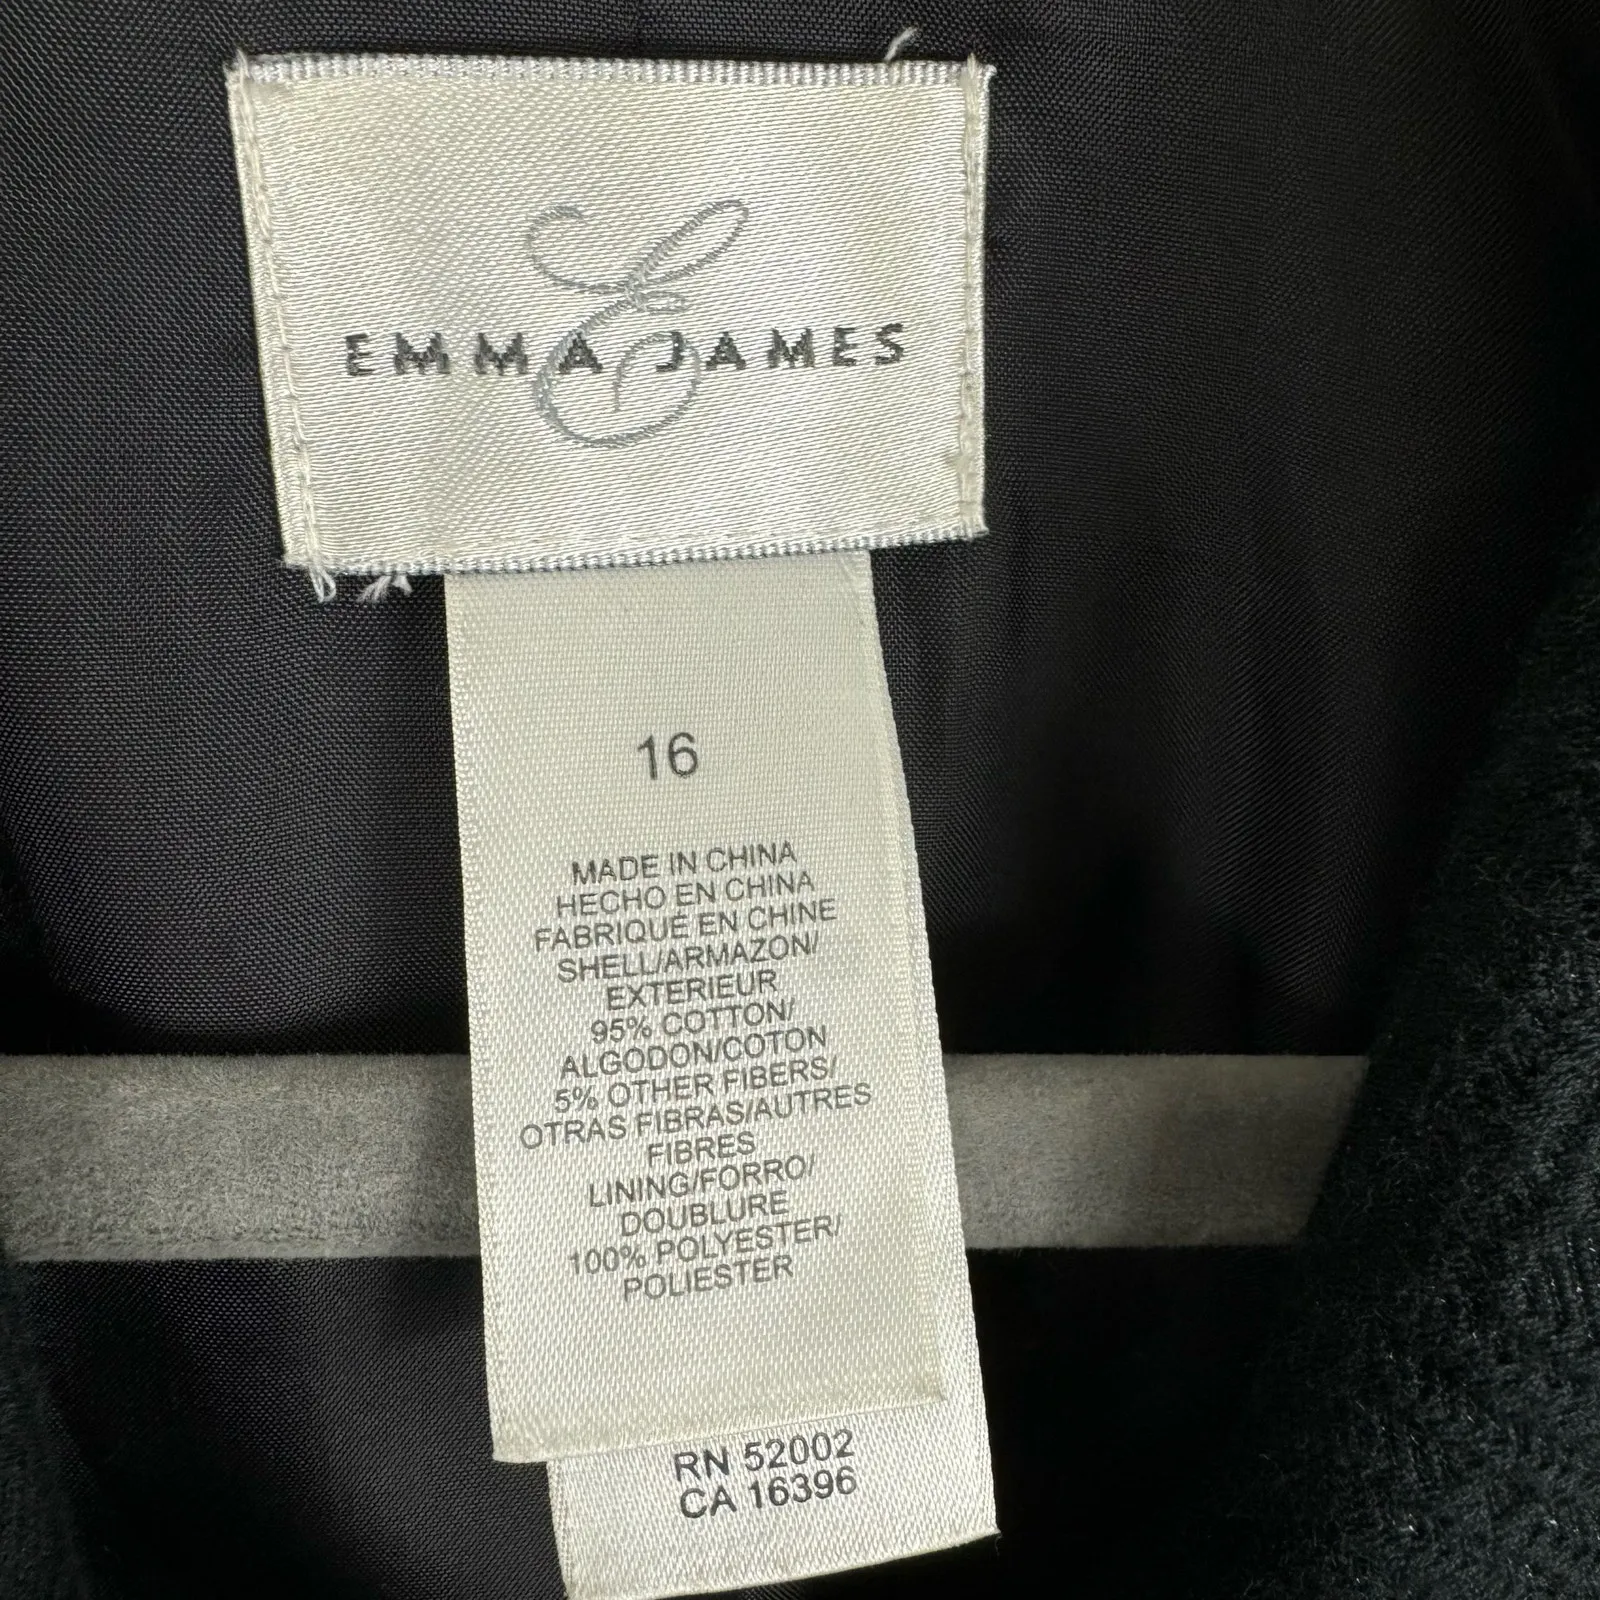 E
EMMA JAMES
16
MADE IN CHINA
HECHO EN CHINA
FABRIQUÉ EN CHINE
SHELL/ARMAZON/
EXTERIEUR
95% COTTON/
ALGODON/COTON
5% OTHER FIBERS/
OTRAS FIBRAS/AUTRES
FIBRES
LINING/FORRO/
DOUBLURE
100% POLYESTER/
POLIESTER
RN 52002
CA 16396